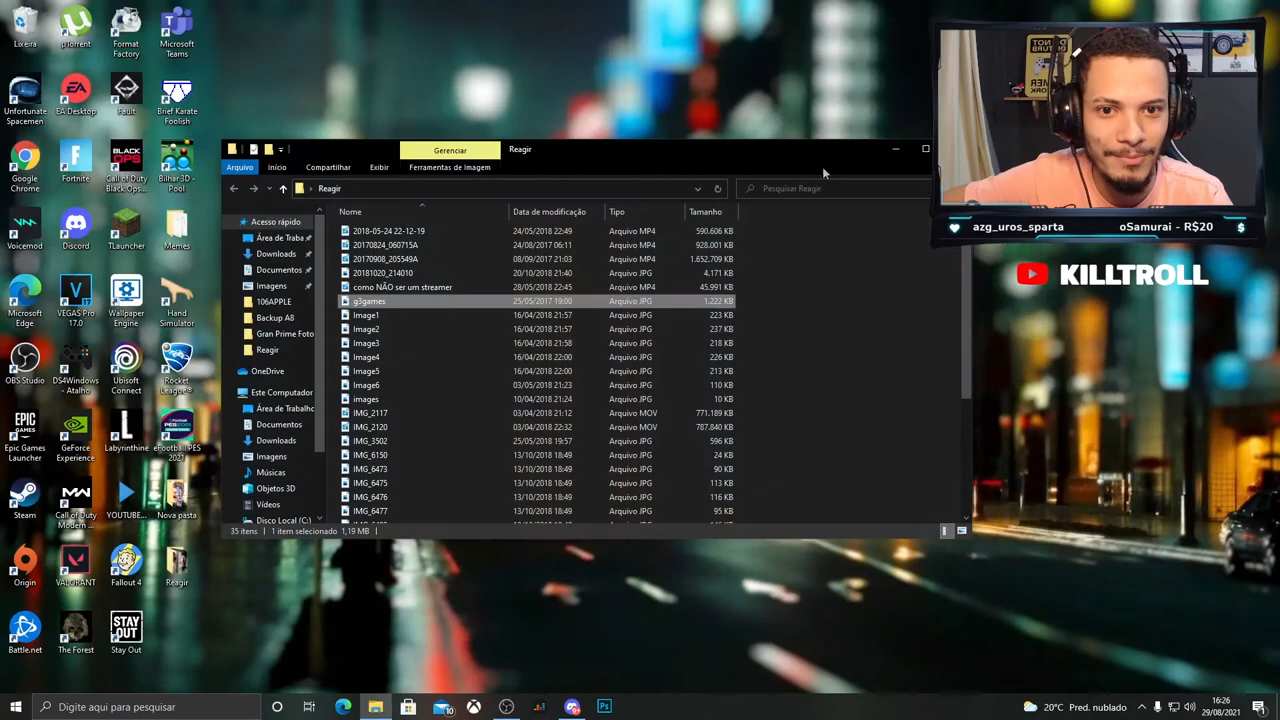 Lixeira
µTorrent
Format Factory
Microsoft Teams
Unfortunate Spacemen
EA Desktop
Fault
Brief Karate Foolish
Google Chrome
Fortnite
Call of Duty Black Ops...
Bilhar 3D - Pool
Voicemod
Discord
TLauncher
Memes
Microsoft Edge
VEGAS Pro 17.0
Wallpaper Engine
Hand Simulator
OBS Studio
DS4Windows - Atalho
Ubisoft Connect
Rocket League®
Epic Games Launcher
GeForce Experience
Labyrinthine
eFootball PES 2021
Steam
Call of Duty Modern ...
YOUTUBE...
Nova pasta
Origin
VALORANT
Fallout 4
Reagir
Battle.net
The Forest
Stay Out
Gerenciar
Reagir
Arquivo
Início
Compartilhar
Exibir
Ferramentas de Imagem
Reagir
Pesquisar Reagir
Nome
Data de modificação
Tipo
Tamanho
Acesso rápido
Área de Traba
Downloads
Documentos
Imagens
106APPLE
Backup A8
Gran Prime Foto
Reagir
OneDrive
Este Computador
Área de Trabalho
Documentos
Downloads
Imagens
Músicas
Objetos 3D
Vídeos
Disco Local (C:)
2018-05-24 22-12-19 24/05/2018 22:49 Arquivo MP4 590.606 KB
20170824_060715A 24/08/2017 06:11 Arquivo MP4 928.001 KB
20170908_205549A 08/09/2017 21:03 Arquivo MP4 1.652.709 KB
20181020_214010 20/10/2018 21:40 Arquivo JPG 4.171 KB
como NÃO ser um streamer 28/05/2018 22:45 Arquivo MP4 45.991 KB
g3games 25/05/2017 19:00 Arquivo JPG 1.222 KB
Image1 16/04/2018 21:57 Arquivo JPG 223 KB
Image2 16/04/2018 21:57 Arquivo JPG 237 KB
Image3 16/04/2018 21:58 Arquivo JPG 218 KB
Image4 16/04/2018 22:00 Arquivo JPG 226 KB
Image5 16/04/2018 22:00 Arquivo JPG 213 KB
Image6 03/05/2018 21:23 Arquivo JPG 110 KB
images 10/04/2018 21:24 Arquivo JPG 10 KB
IMG_2117 03/04/2018 21:12 Arquivo MOV 771.189 KB
IMG_2120 03/04/2018 22:32 Arquivo MOV 787.840 KB
IMG_3502 25/05/2018 19:57 Arquivo JPG 596 KB
IMG_6150 13/10/2018 18:49 Arquivo JPG 24 KB
IMG_6473 13/10/2018 18:49 Arquivo JPG 90 KB
IMG_6475 13/10/2018 18:49 Arquivo JPG 113 KB
IMG_6476 13/10/2018 18:49 Arquivo JPG 116 KB
IMG_6477 13/10/2018 18:49 Arquivo JPG 95 KB
35 itens
1 item selecionado 1,19 MB
DO NOT
azg_uros_sparta
oSamurai - R$20
KILLTROLL
Digite aqui para pesquisar
10
Ps
20°C Pred. nublado
16:26
29/08/2021